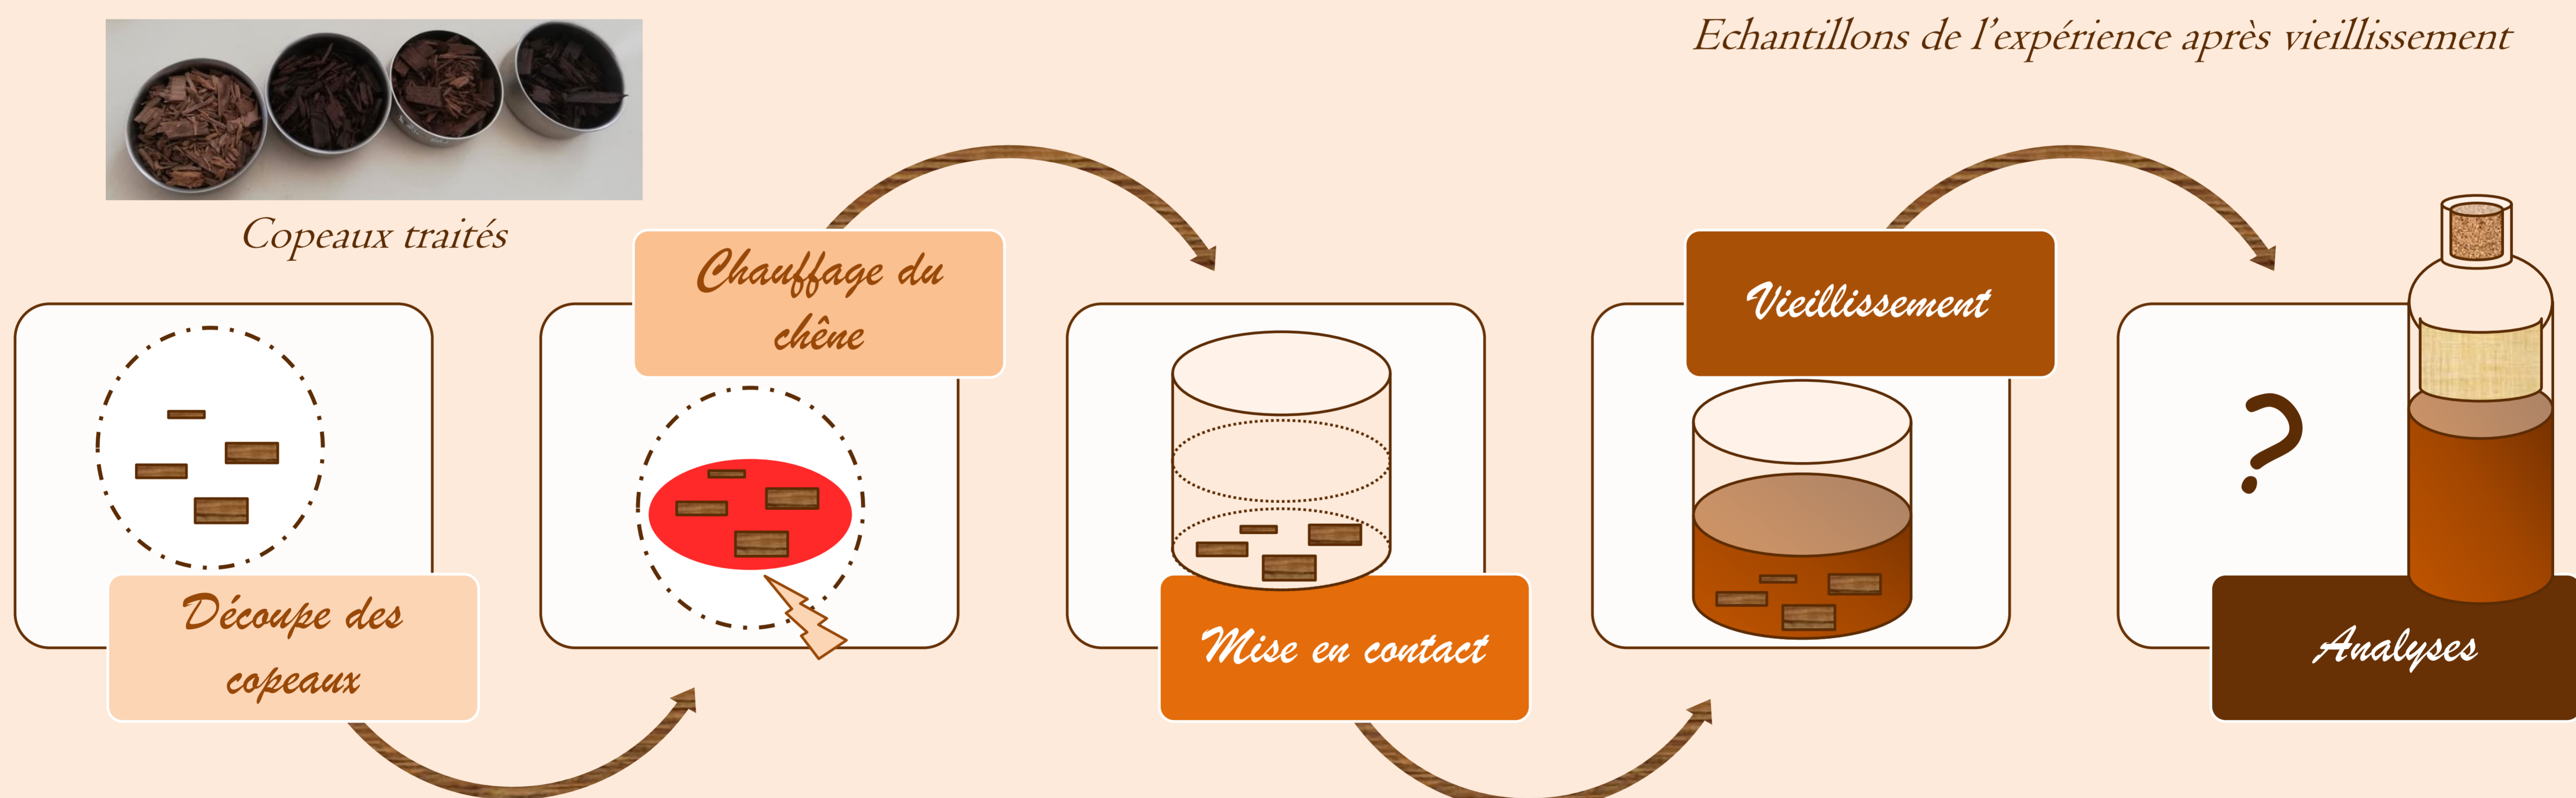 Echantillons de l'expérience après vieillissement
Copeaux traités
Découpe des
copeaux
Chauffage du
chêne
Mise en contact
Vieillissement
?
Analyses